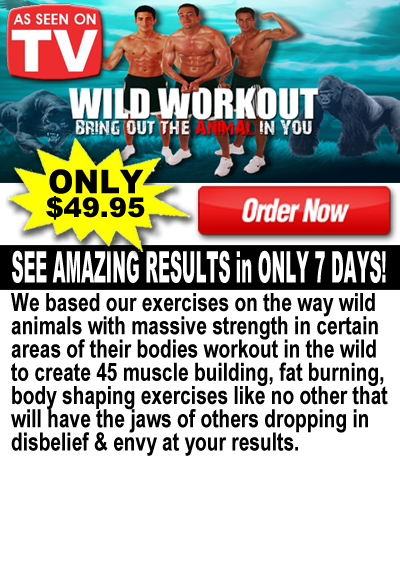 AS SEEN ON
TV
WILD WORKOUT
BRING OUT THE ANIMAL IN YOU
ONLY
$49.95
Order Now
SEE AMAZING RESULTS in ONLY 7 DAYS!
We based our exercises on the way wild
animals with massive strength in certain
areas of their bodies workout in the wild
to create 45 muscle building, fat burning,
body shaping exercises like no other that
will have the jaws of others dropping in
disbelief & envy at your results.